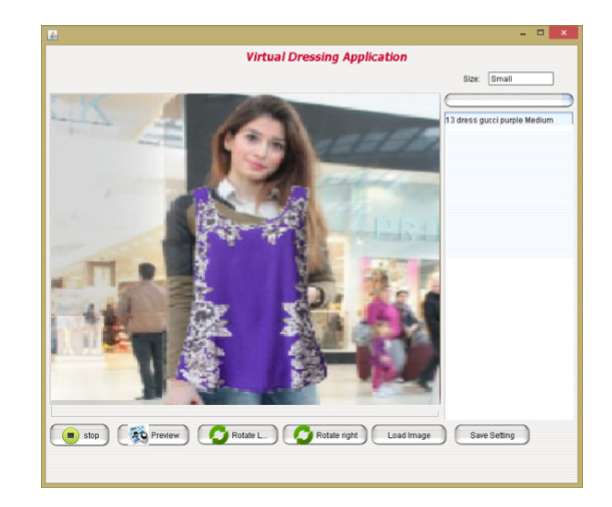 Virtual Dressing Application
Size: Small
13 dress gucci purple Medium
stop
Preview
Rotate L...
Rotate right
Load Image
Save Setting